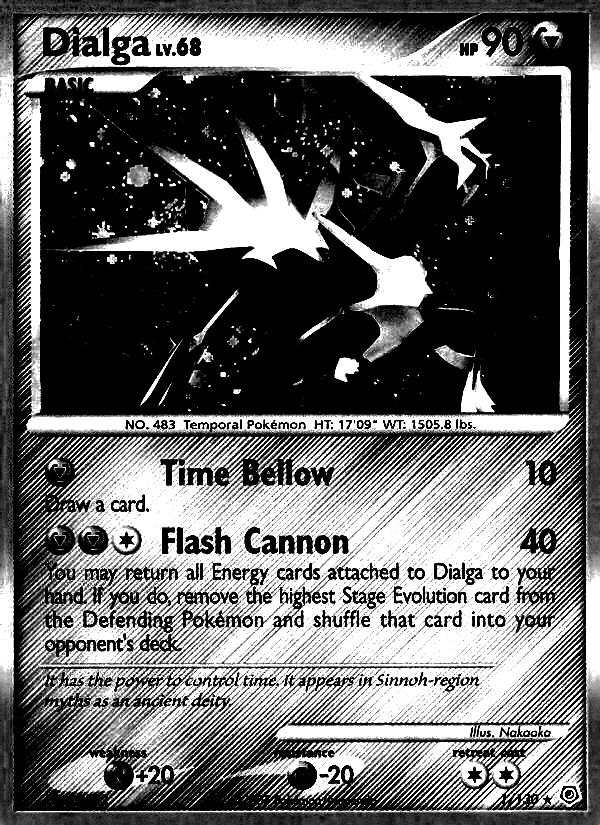 Dialga LV.68 HP 90
BASIC
NO. 483 Temporal Pokémon HT: 17'09" WT: 1505.8 lbs.
Time Bellow 10
Draw a card.
Flash Cannon 40
You may return all Energy cards attached to Dialga to your
hand. If you do, remove the highest Stage Evolution card from
the Defending Pokémon and shuffle that card into your
opponent's deck.
It has the power to control time. It appears in Sinnoh-region
myths as an ancient deity.
Illus. Nakaoka
weakness resistance retreat cost
+20 -20
1/130 ★